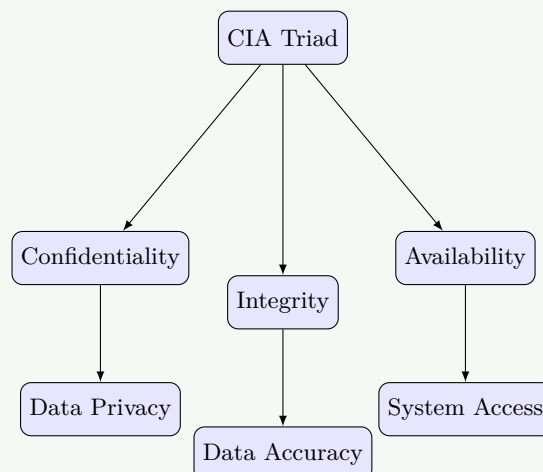 CIA Triad
Confidentiality
Availability
Integrity
Data Privacy
System Access
Data Accuracy